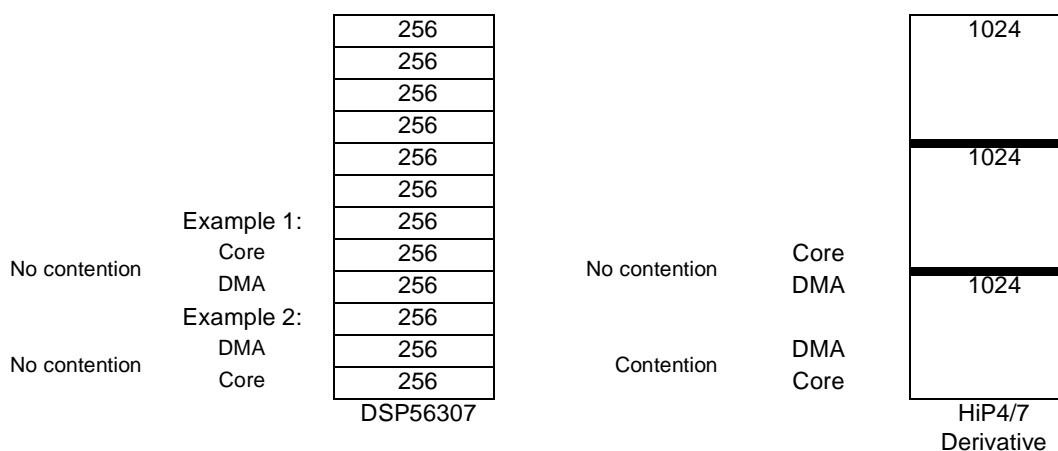 256 1024
256
256
256
256 1024
256
Example 1: 256
Core 256 Core
No contention No contention
DMA 256 DMA 1024
Example 2: 256
DMA 256 DMA
No contention Contention
Core 256 Core
DSP56307 HiP4/7
Derivative